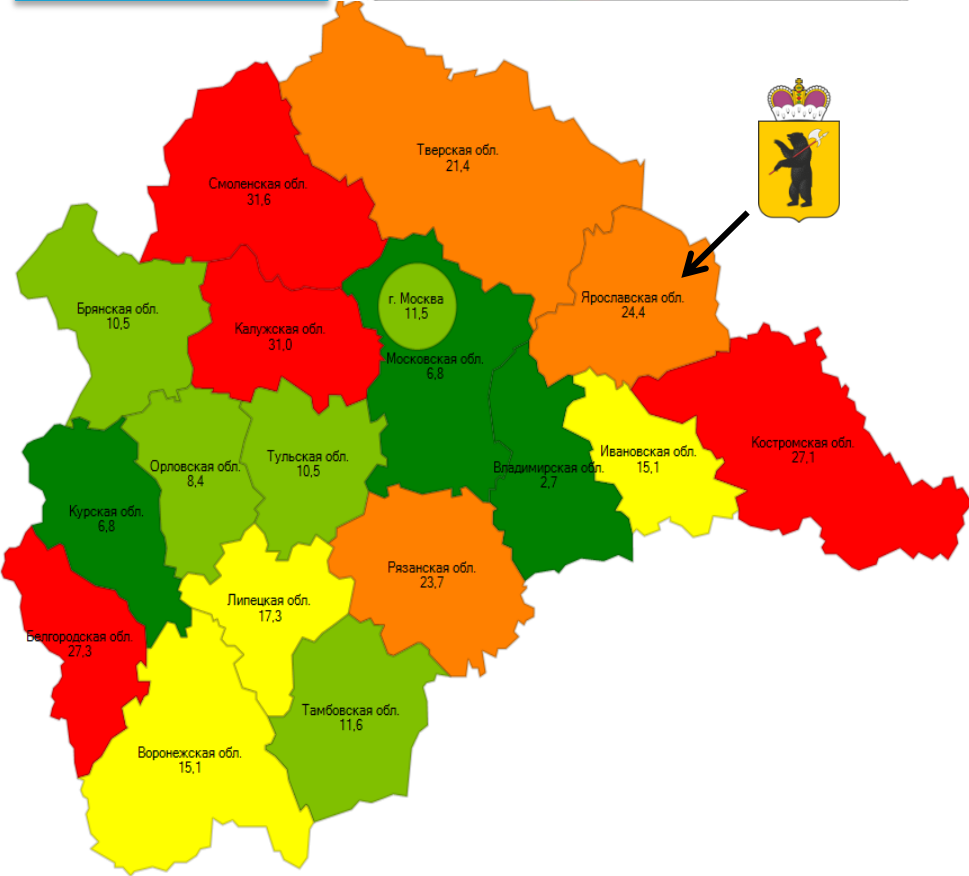 Тверская обл.
21,4
Смоленская обл.
31,6
Ярославская обл.
24,4
г. Москва
11,5
Брянская обл.
10,5
Калужская обл.
31,0
Московская обл.
6,8
Костромская обл.
27,1
Ивановская обл.
15,1
Владимирская обл.
2,7
Тульская обл.
10,5
Орловская обл.
8,4
Курская обл.
6,8
Рязанская обл.
23,7
Липецкая обл.
17,3
Белгородская обл.
27,3
Тамбовская обл.
11,6
Воронежская обл.
15,1